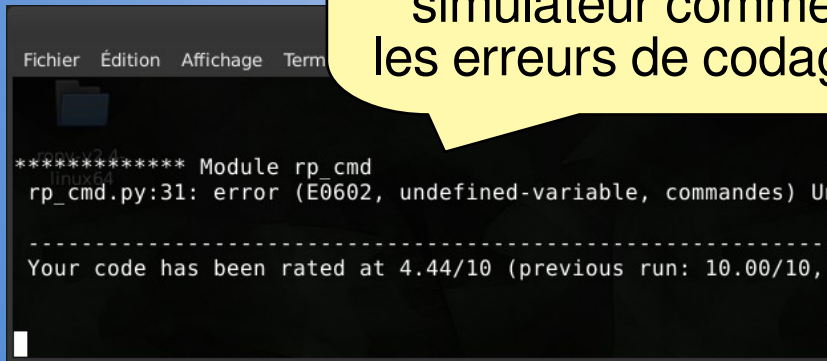 simulateur comme
les erreurs de codag
Fichier Édition Affichage Term
************* Module rp_cmd
linux64
rp_cmd.py:31: error (E0602, undefined-variable, commandes) Un
------------------------------------------------------------
Your code has been rated at 4.44/10 (previous run: 10.00/10,